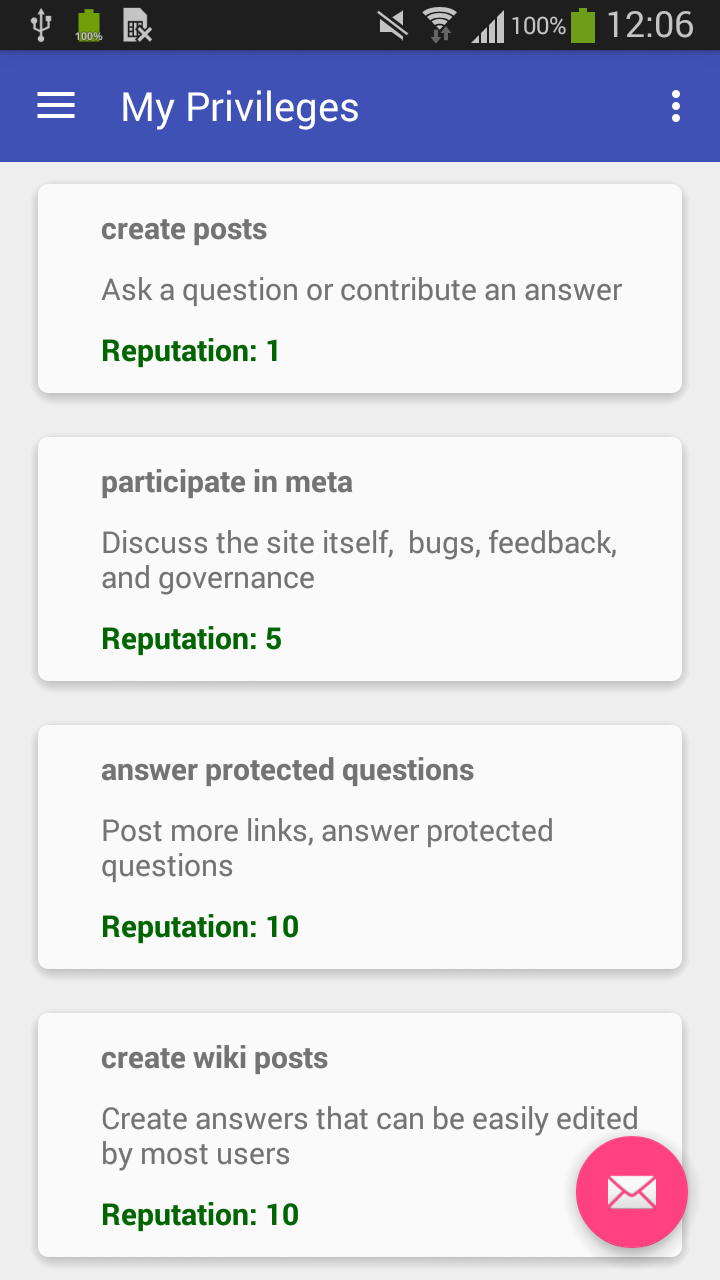 100%
100%
12:06
My Privileges
create posts
Ask a question or contribute an answer
Reputation: 1
participate in meta
Discuss the site itself,  bugs, feedback,
and governance
Reputation: 5
answer protected questions
Post more links, answer protected
questions
Reputation: 10
create wiki posts
Create answers that can be easily edited
by most users
Reputation: 10